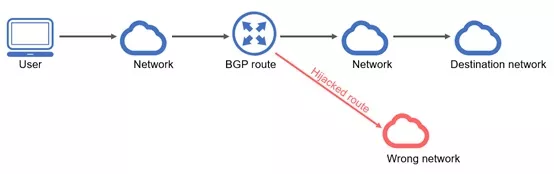 User
Network
BGP route
Network
Destination network
Hijacked route
Wrong network